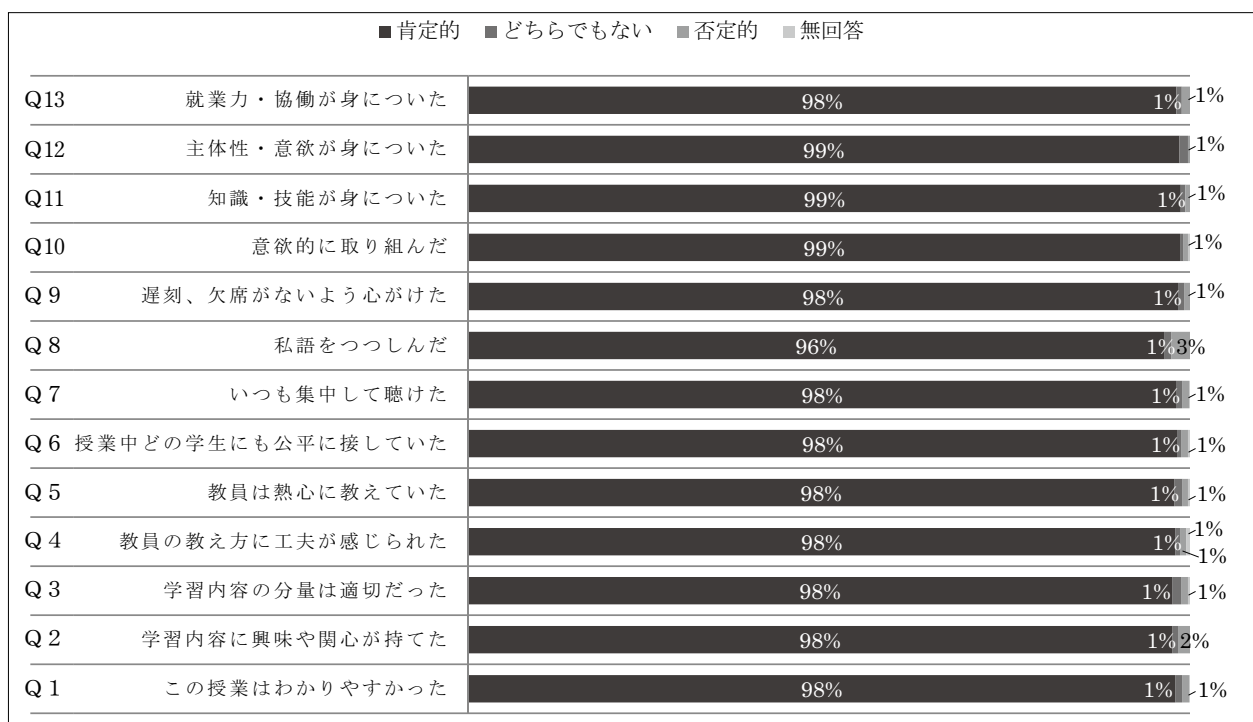 ■肯定的 ■どちらでもない ■否定的 ■無回答
Q13 就業力・協働が身についた 98% 1% 1%
Q12 主体性・意欲が身についた 99% 1%
Q11 知識・技能が身についた 99% 1% 1%
Q10 意欲的に取り組んだ 99% 1%
Q9 遅刻、欠席がないよう心がけた 98% 1% 1%
Q8 私語をつつしんだ 96% 1% 3%
Q7 いつも集中して聴けた 98% 1% 1%
Q6 授業中どの学生にも公平に接していた 98% 1% 1%
Q5 教員は熱心に教えていた 98% 1% 1%
Q4 教員の教え方に工夫が感じられた 98% 1% 1% 1%
Q3 学習内容の分量は適切だった 98% 1% 1%
Q2 学習内容に興味や関心が持てた 98% 1% 2%
Q1 この授業はわかりやすかった 98% 1% 1%